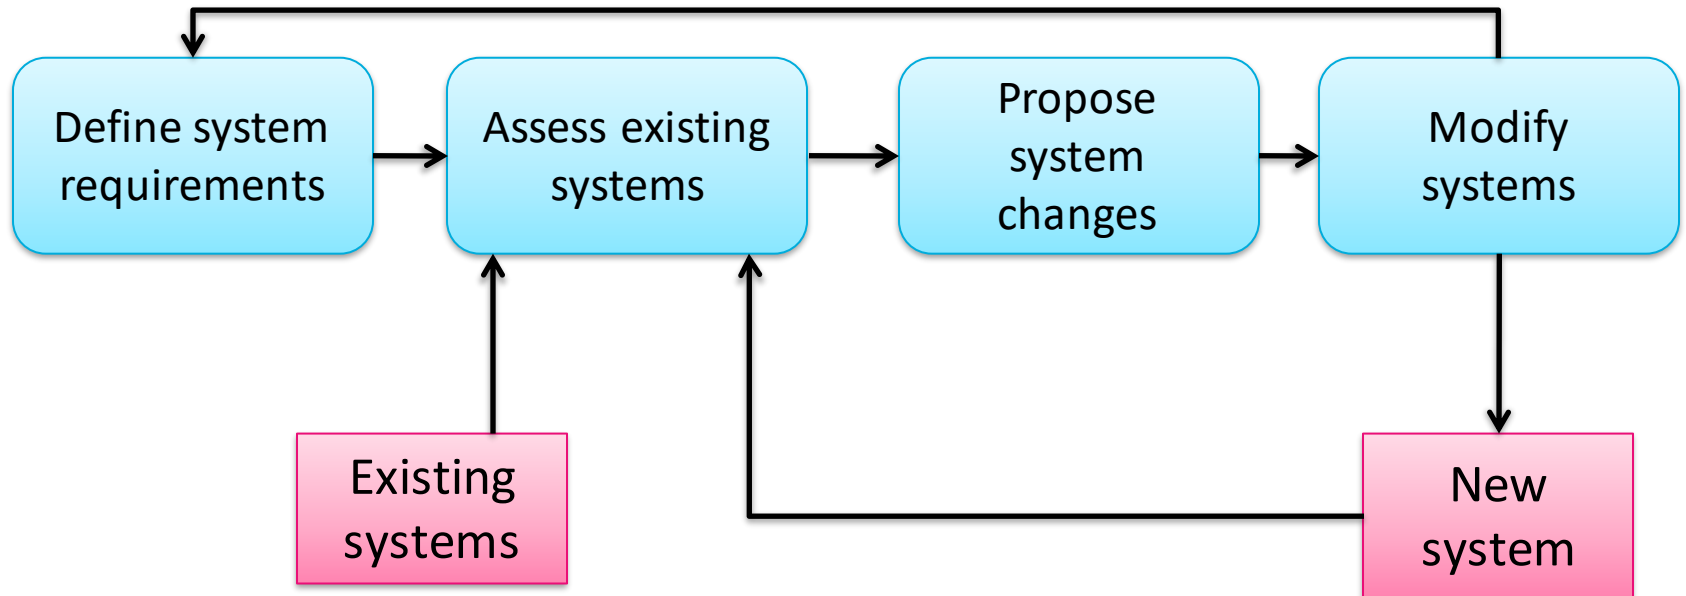 Define system
requirements
Assess existing
systems
Propose
system
changes
Modify
systems
Existing
systems
New
system